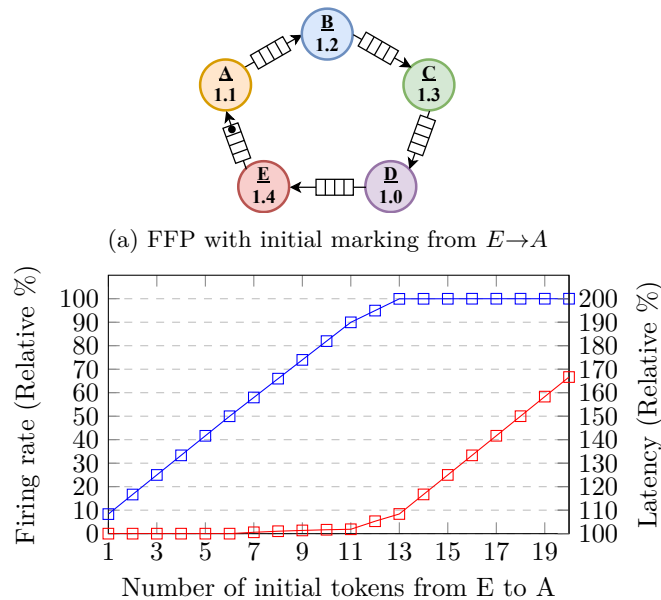 B
1.2
A
1.1
C
1.3
E
1.4
D
1.0
(a) FFP with initial marking from E→A
Firing rate (Relative %)
100
90
80
70
60
50
40
30
20
10
0
200
190
180
170
160
150
140
130
120
110
100
Latency (Relative %)
1 3 5 7 9 11 13 15 17 19
Number of initial tokens from E to A